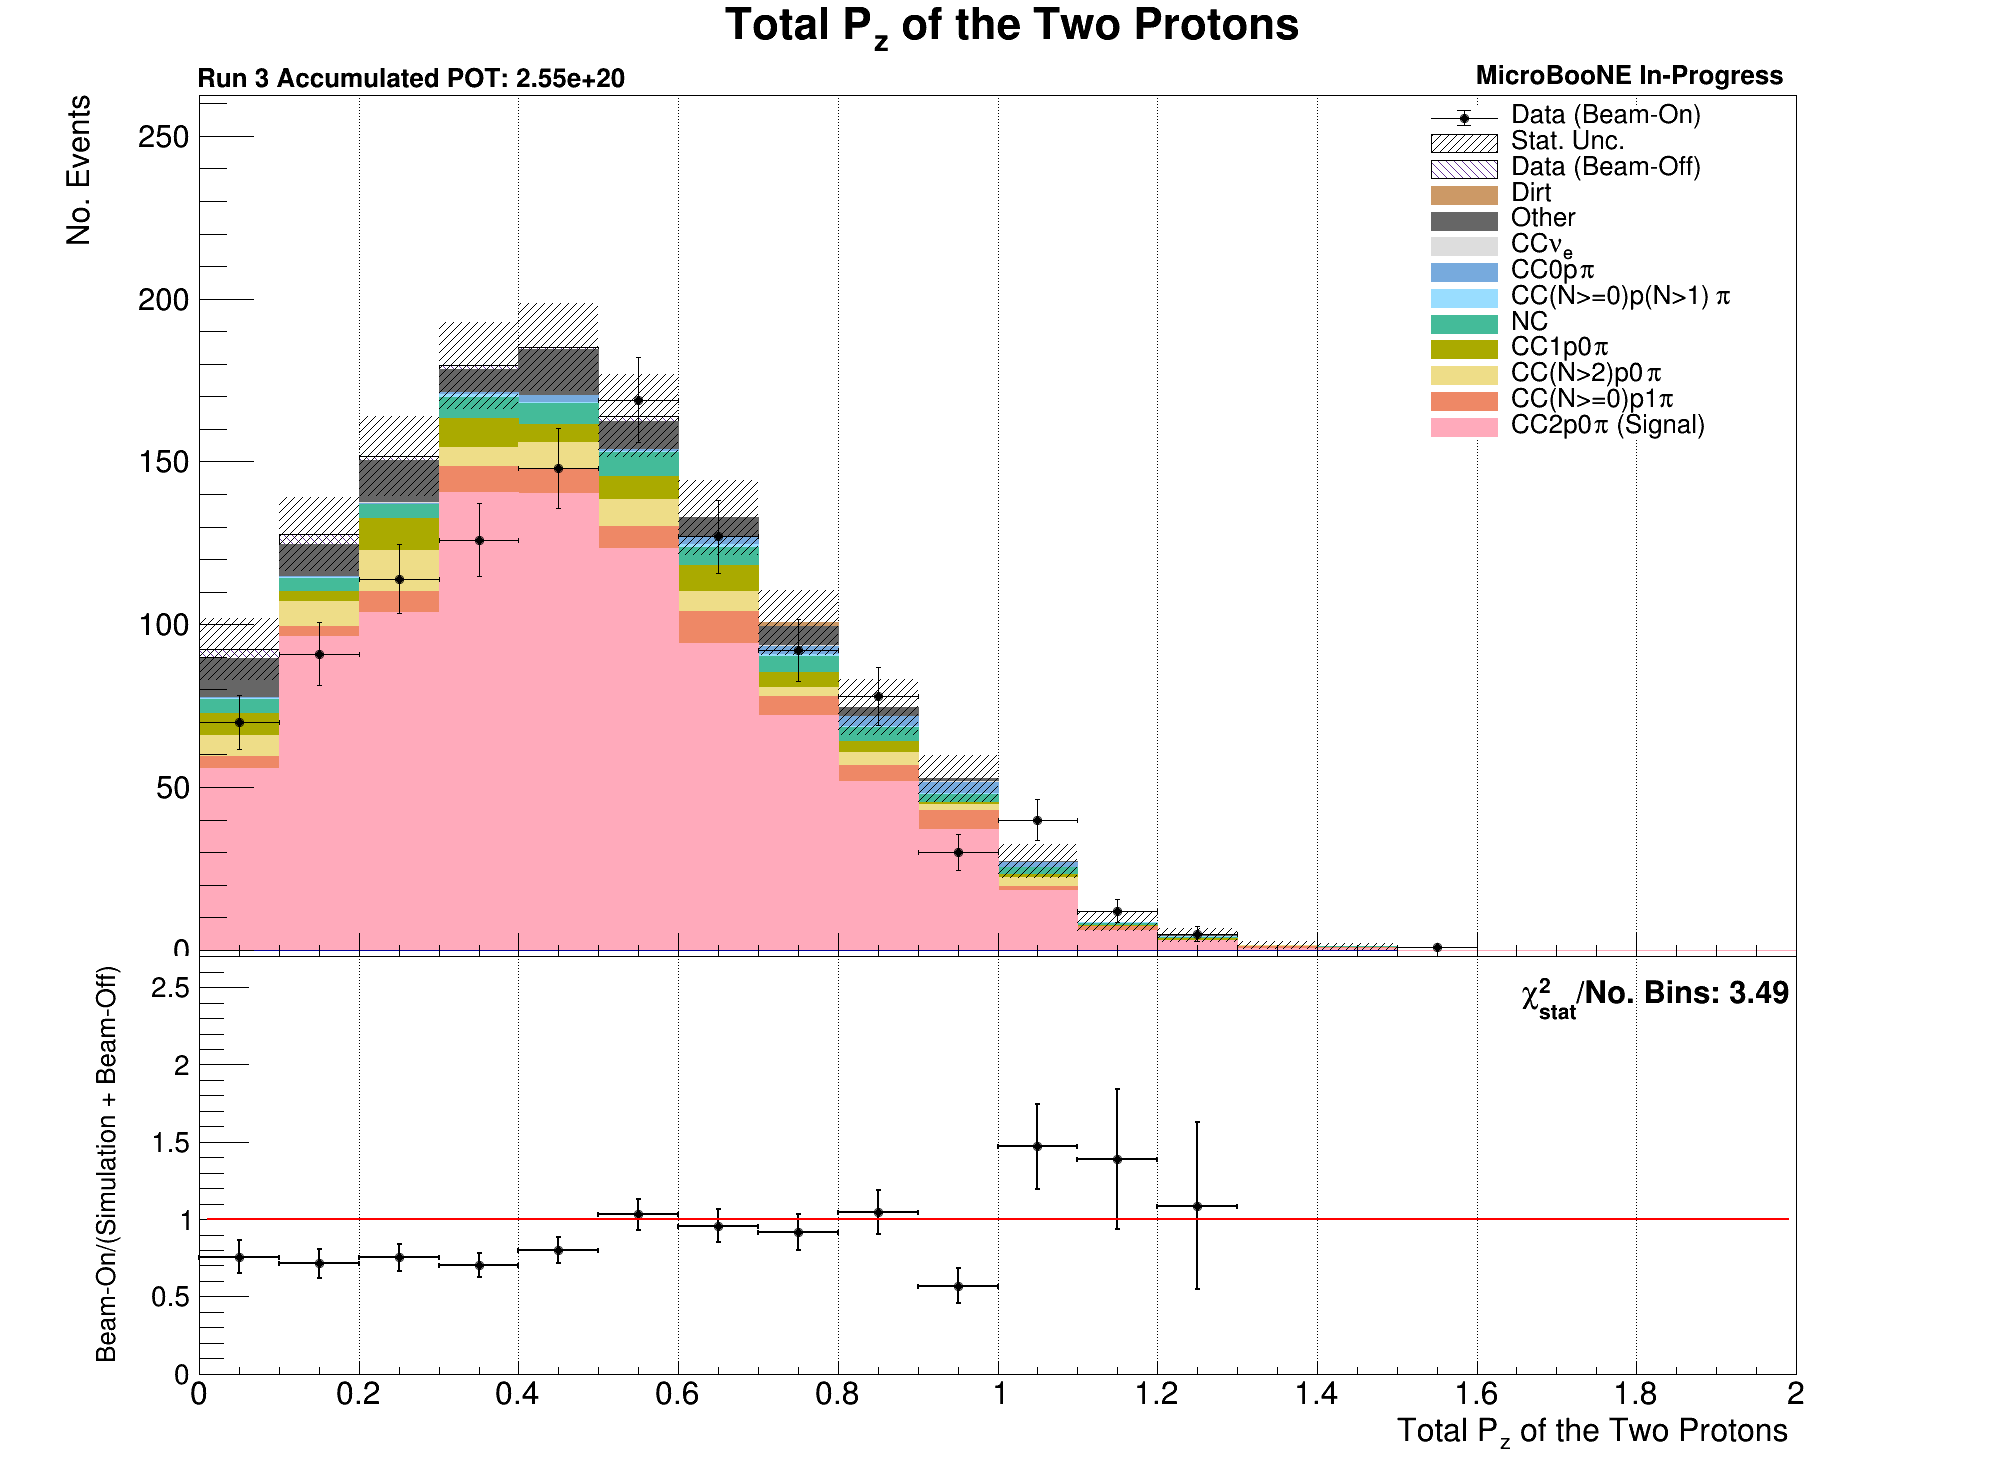 Total Pz of the Two Protons
Run 3 Accumulated POT: 2.55e+20
MicroBooNE In-Progress
No. Events
250
200
150
100
50
0
Data (Beam-On)
Stat. Unc.
Data (Beam-Off)
Dirt
Other
CCνe
CC0pπ
CC(N>=0)p(N>1) π
NC
CC1p0π
CC(N>2)p0π
CC(N>=0)p1π
CC2p0π (Signal)
Beam-On/(Simulation + Beam-Off)
2.5
2
1.5
1
0.5
0
χ²stat/No. Bins: 3.49
0 0.2 0.4 0.6 0.8 1 1.2 1.4 1.6 1.8 2
Total Pz of the Two Protons